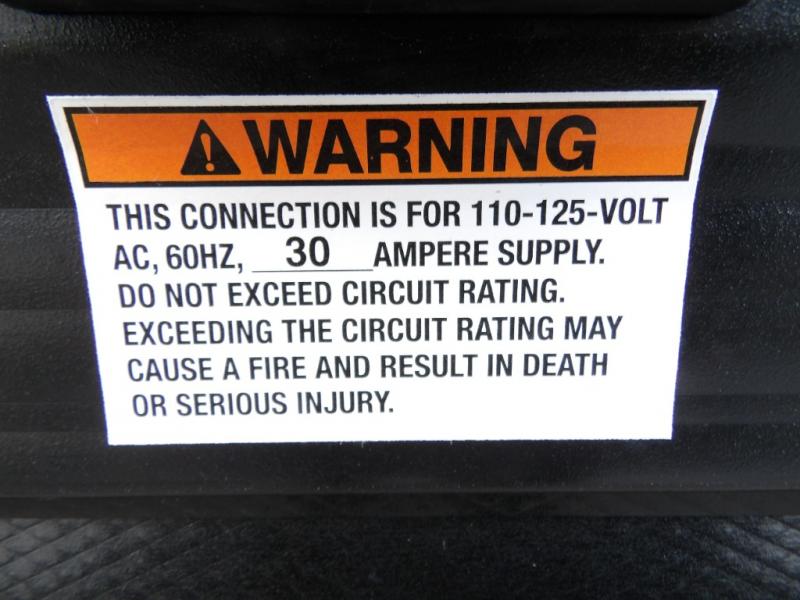 WARNING
THIS CONNECTION IS FOR 110-125-VOLT
AC, 60HZ, 30 AMPERE SUPPLY.
DO NOT EXCEED CIRCUIT RATING.
EXCEEDING THE CIRCUIT RATING MAY
CAUSE A FIRE AND RESULT IN DEATH
OR SERIOUS INJURY.